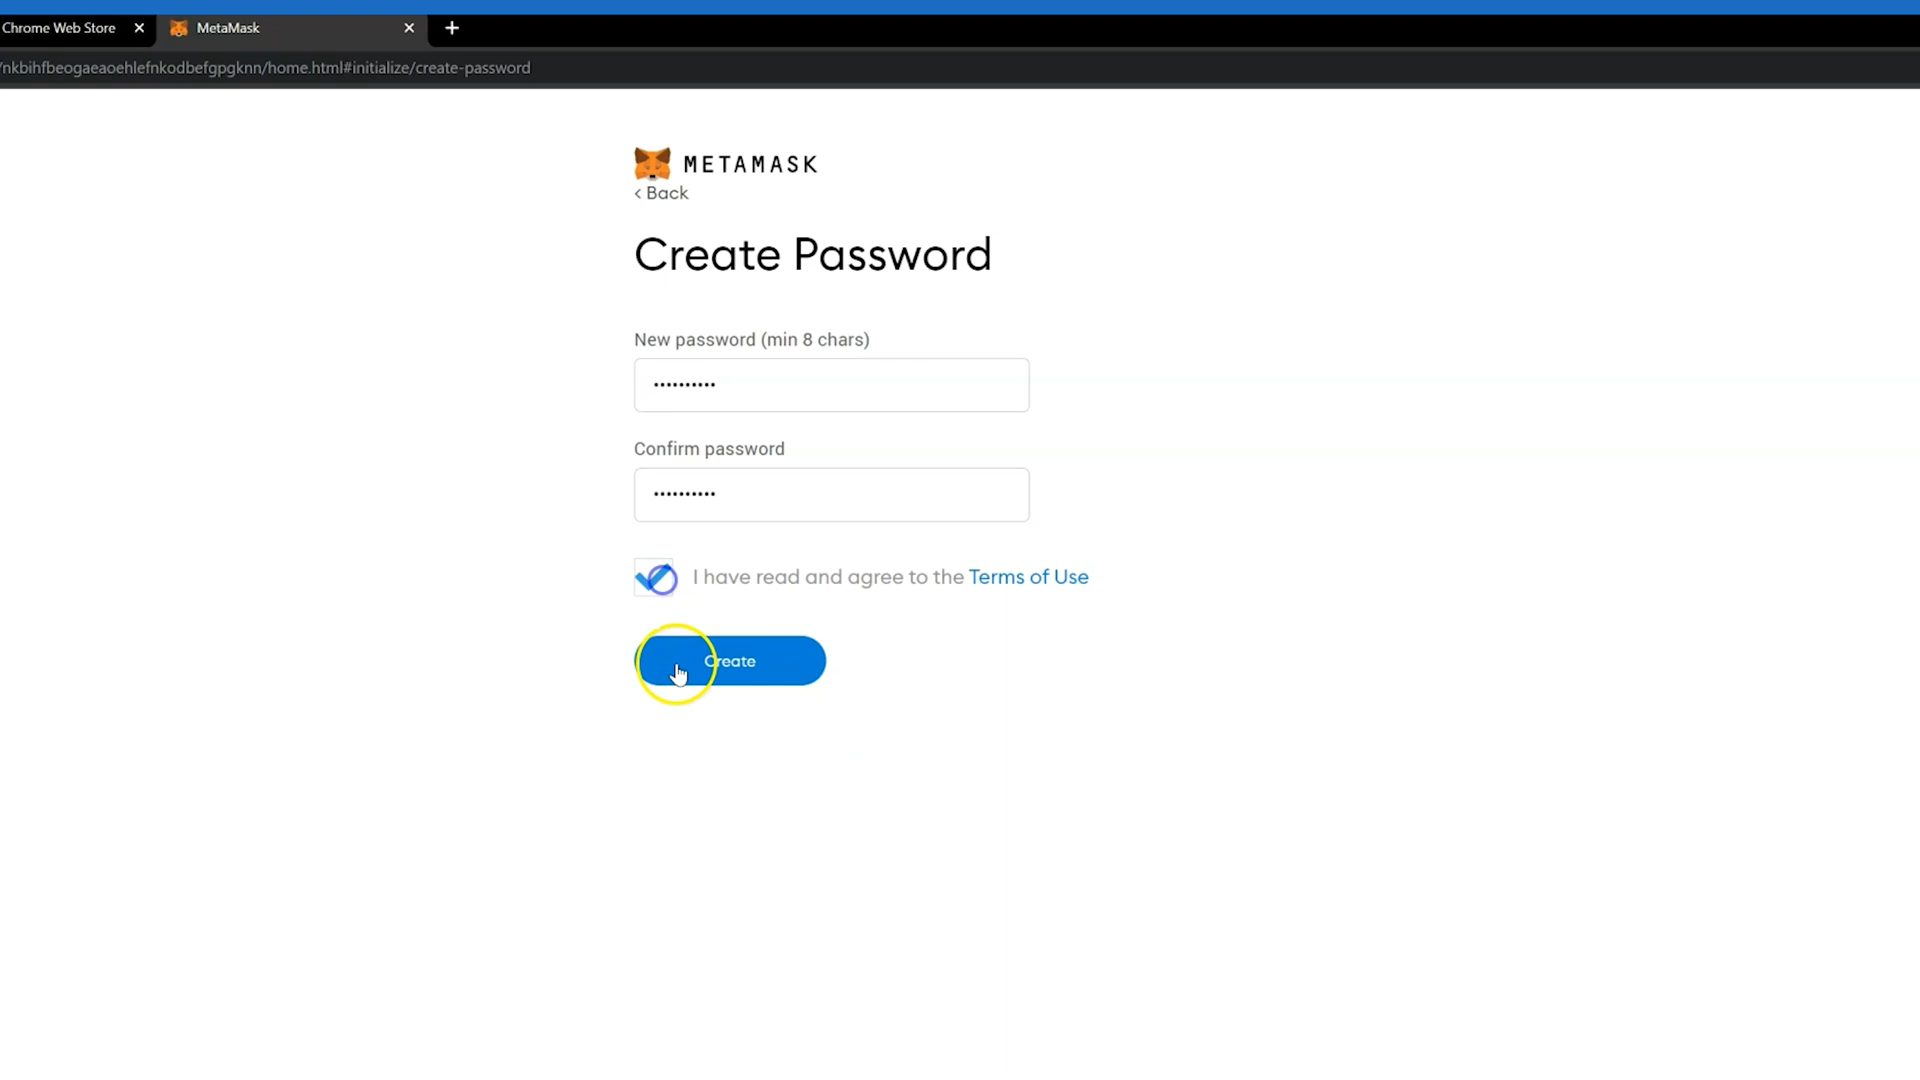 Chrome Web Store
MetaMask
/nkbihfbeogaeaoehlefnkodbefgpgknn/home.html#initialize/create-password
METAMASK
< Back
Create Password
New password (min 8 chars)
••••••••••
Confirm password
••••••••••
I have read and agree to the Terms of Use
Create